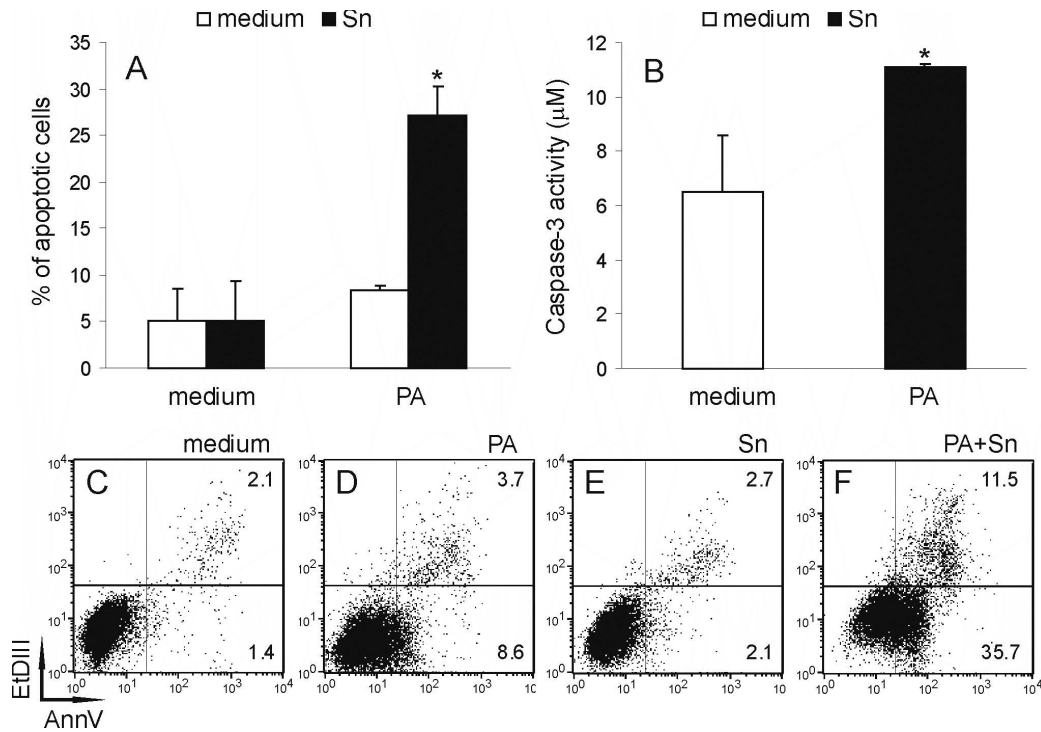 medium Sn
A
% of apoptotic cells
35
30
25
20
15
10
5
0
*
medium PA
medium Sn
B
Caspase-3 activity (µM)
12
10
8
6
4
2
0
*
medium PA
medium
C
2.1
1.4
10⁴
10³
10²
10¹
10⁰
10⁰ 10¹ 10² 10³ 10⁴
EtDIII
AnnV
PA
D
3.7
8.6
10⁴
10³
10²
10¹
10⁰
10⁰ 10¹ 10² 10³ 10⁴
Sn
E
2.7
2.1
10⁴
10³
10²
10¹
10⁰
10⁰ 10¹ 10² 10³ 10⁴
PA+Sn
F
11.5
35.7
10⁴
10³
10²
10¹
10⁰
10⁰ 10¹ 10² 10³ 10⁴